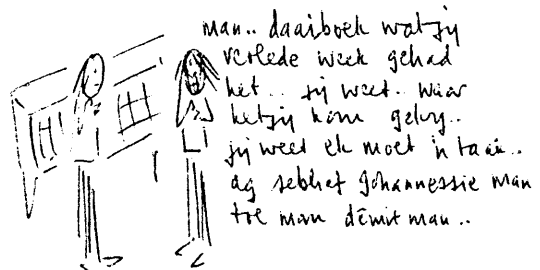 man.. daaiboek wat jy
verlede week gehad
het.. jy weet.. waar
het jy hom gekry..
jy weet ek moet 'n taak..
ag seblief Johannessie man
toe man dêmit man..